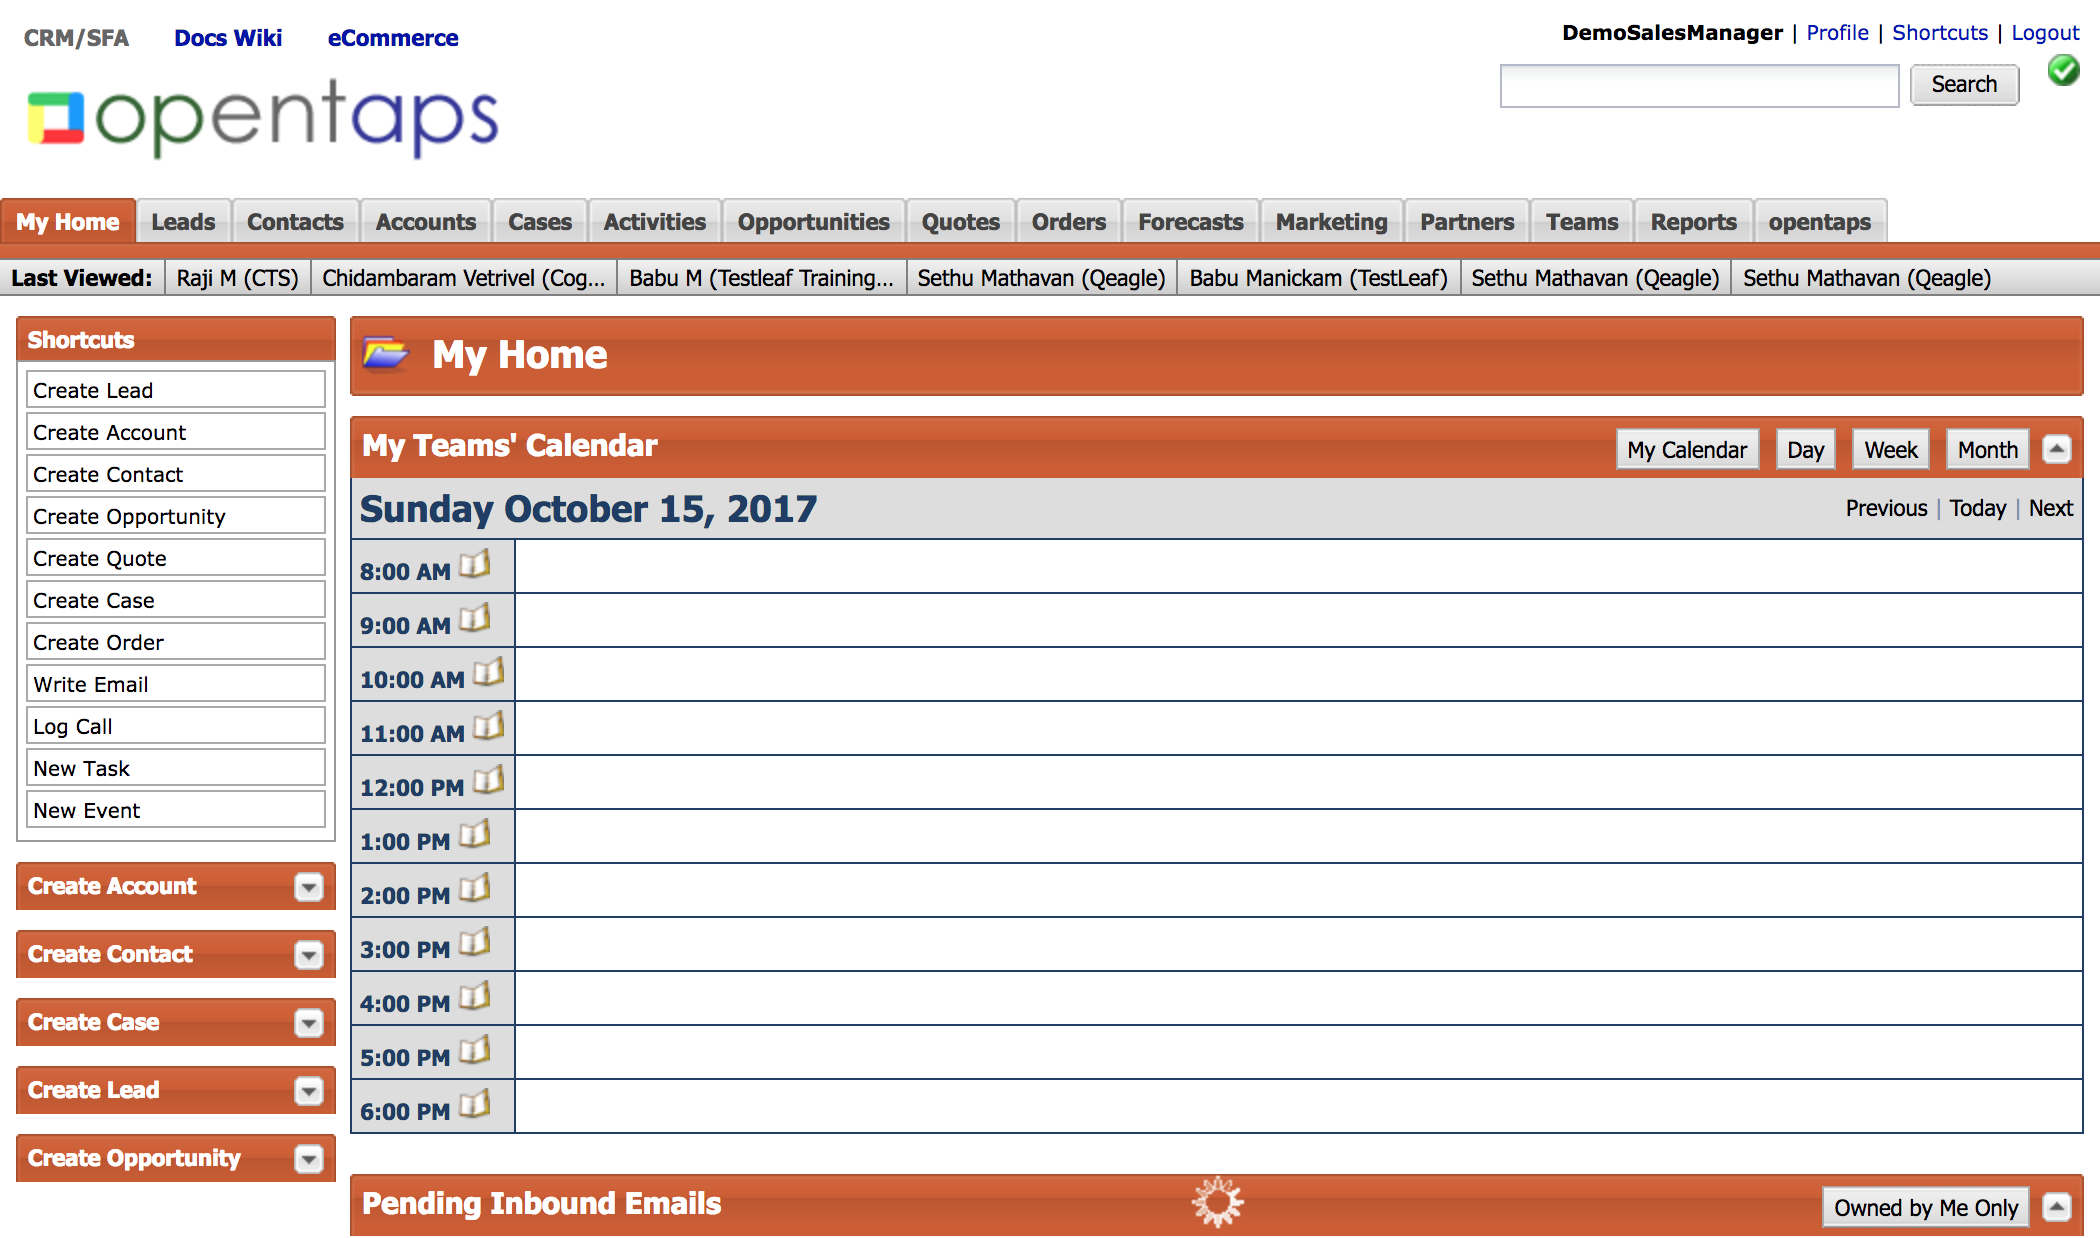 CRM/SFA Docs Wiki eCommerce
DemoSalesManager | Profile | Shortcuts | Logout
opentaps
Search
My Home Leads Contacts Accounts Cases Activities Opportunities Quotes Orders Forecasts Marketing Partners Teams Reports opentaps
Last Viewed: Raji M (CTS) Chidambaram Vetrivel (Cog... Babu M (Testleaf Training... Sethu Mathavan (Qeagle) Babu Manickam (TestLeaf) Sethu Mathavan (Qeagle) Sethu Mathavan (Qeagle)
Shortcuts
Create Lead
Create Account
Create Contact
Create Opportunity
Create Quote
Create Case
Create Order
Write Email
Log Call
New Task
New Event
Create Account
Create Contact
Create Case
Create Lead
Create Opportunity
My Home
My Teams' Calendar My Calendar Day Week Month
Sunday October 15, 2017 Previous | Today | Next
8:00 AM
9:00 AM
10:00 AM
11:00 AM
12:00 PM
1:00 PM
2:00 PM
3:00 PM
4:00 PM
5:00 PM
6:00 PM
Pending Inbound Emails Owned by Me Only